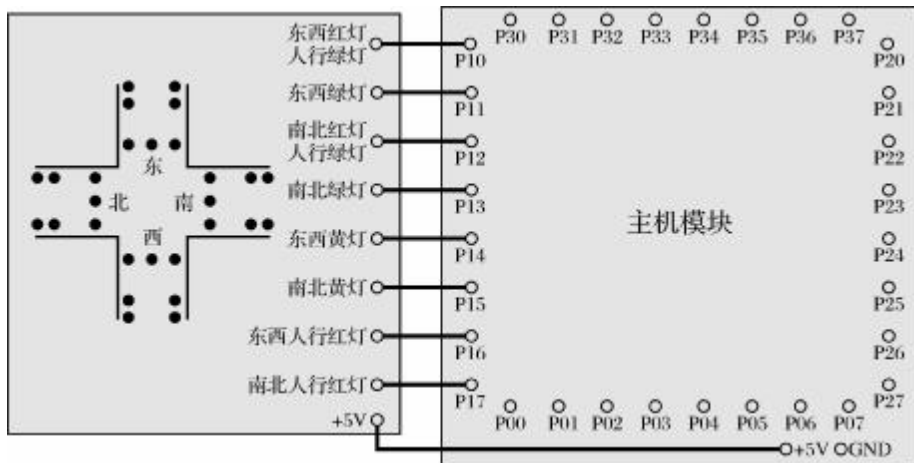 东西红灯
人行绿灯
东西绿灯
南北红灯
人行绿灯
南北绿灯
东西黄灯
南北黄灯
东西人行红灯
南北人行红灯
+5V
东
北 南
西
P10
P11
P12
P13
P14
P15
P16
P17
P30 P31 P32 P33 P34 P35 P36 P37
主机模块
P20
P21
P22
P23
P24
P25
P26
P27
P00 P01 P02 P03 P04 P05 P06 P07
+5V GND